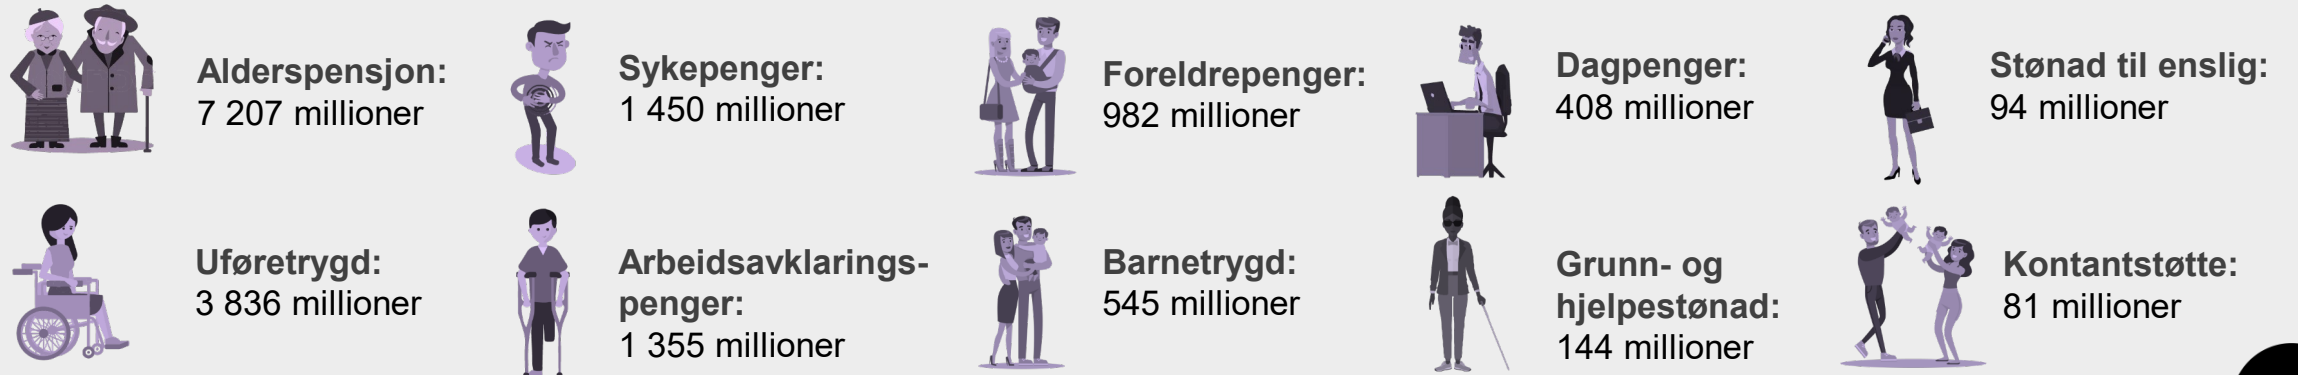 Alderspensjon:
7 207 millioner
Sykepenger:
1 450 millioner
Foreldrepenger:
982 millioner
Dagpenger:
408 millioner
Stønad til enslig:
94 millioner
Uføretrygd:
3 836 millioner
Arbeidsavklarings-
penger:
1 355 millioner
Barnetrygd:
545 millioner
Grunn- og
hjelpestønad:
144 millioner
Kontantstøtte:
81 millioner